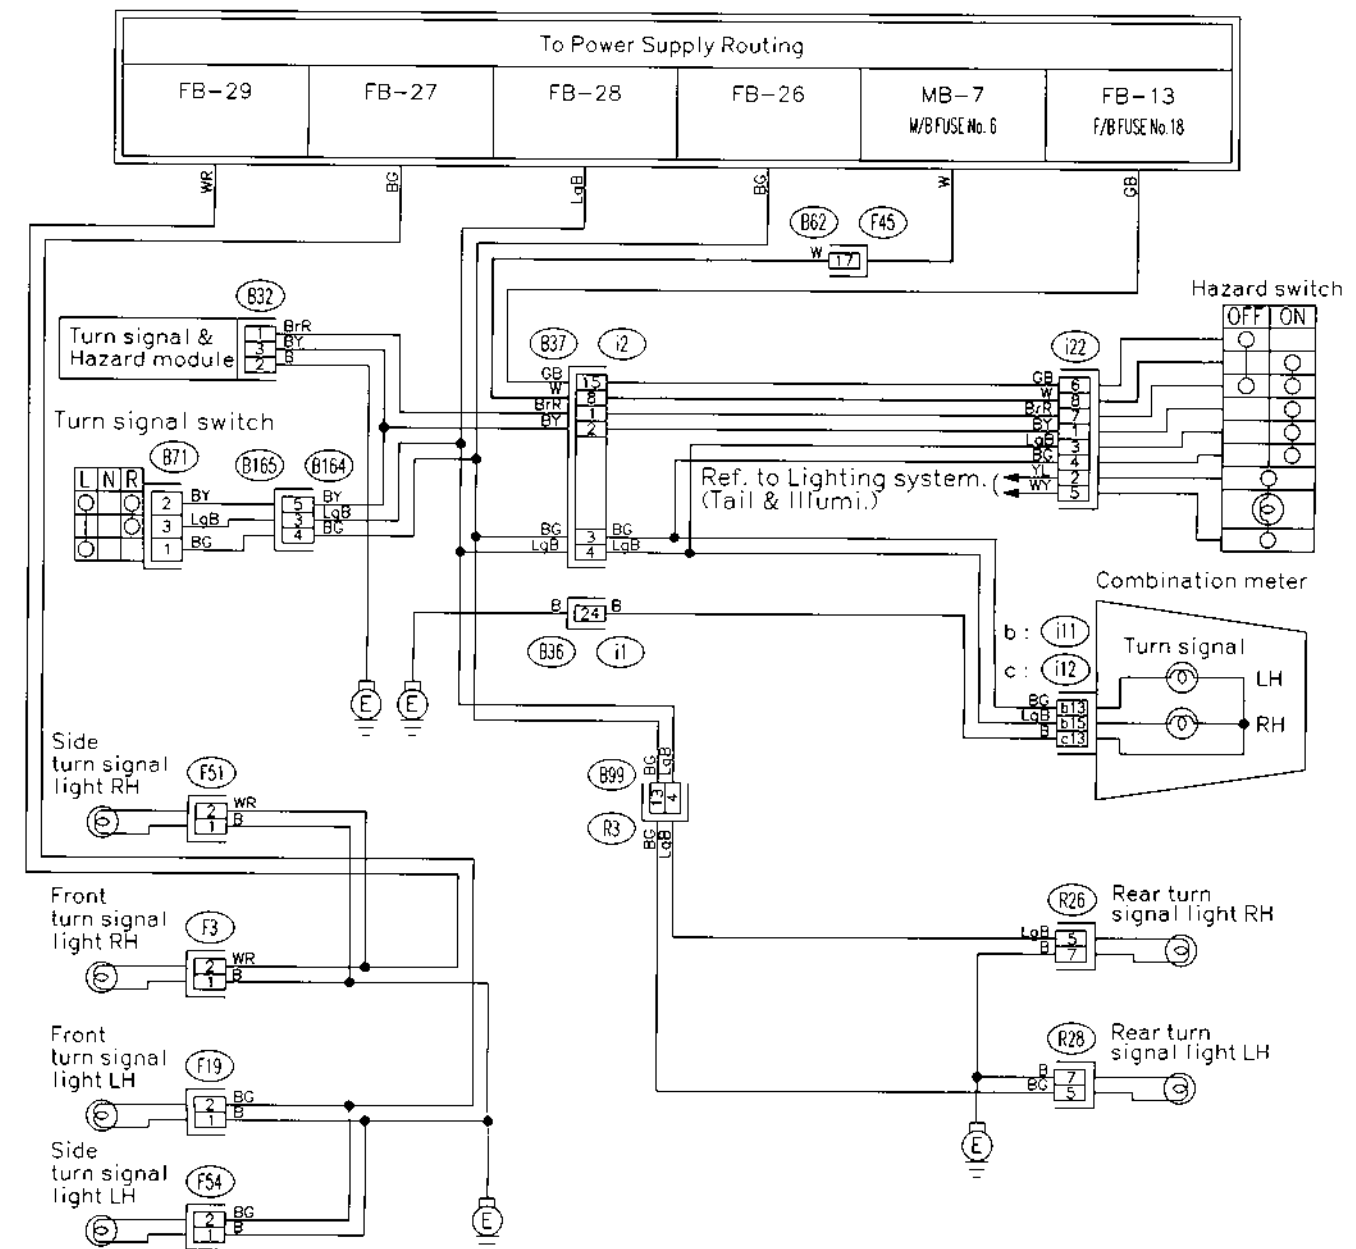 To Power Supply Routing
FB-29 FB-27 FB-28 FB-26 MB-7 FB-13
M/B FUSE No. 6 F/B FUSE No. 18
WR BG LgB BG W GB
B62 F45
W 17
Hazard switch
OFF ON
B32
Turn signal &
Hazard module
1 BrR
3 BY
2 B
B37 i2
i22
GB 15 GB 6
W 8 W 8
BrR 1 BrR 7
BY 2 BY 1
LgB 3
BG 4
YL 2
WY 5
Ref. to Lighting system.
(Tail & Illumi.)
Turn signal switch
B71 B165 B164
L N R
2 BY 5 BY
3 LgB 3 LgB
1 BG 4 BG
BG 3 BG
LgB 4 LgB
B 24 B
B36 i1
Combination meter
b : i11
c : i12
Turn signal
LH
RH
BG b13
LgB b15
B c13
E E
Side
turn signal
light RH
F51
2 WR
1 B
BG LgB
B99
13 4
R3
BG LgB
Front
turn signal
light RH
F3
2 WR
1 B
R26
Rear turn
signal light RH
LgB 5
B 7
Front
turn signal
light LH
F19
2 BG
1 B
R28
Rear turn
signal light LH
B 7
BG 5
E
Side
turn signal
light LH
F54
2 BG
1 B
E